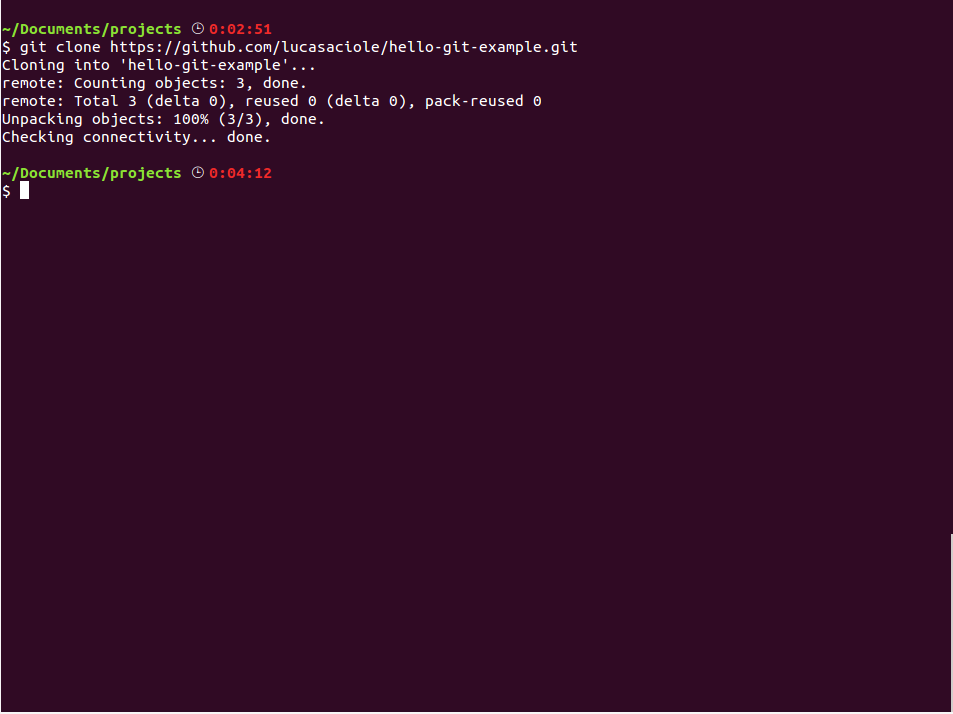 ~/Documents/projects 🕒 0:02:51
$ git clone https://github.com/lucasaciole/hello-git-example.git
Cloning into 'hello-git-example'...
remote: Counting objects: 3, done.
remote: Total 3 (delta 0), reused 0 (delta 0), pack-reused 0
Unpacking objects: 100% (3/3), done.
Checking connectivity... done.
~/Documents/projects 🕒 0:04:12
$